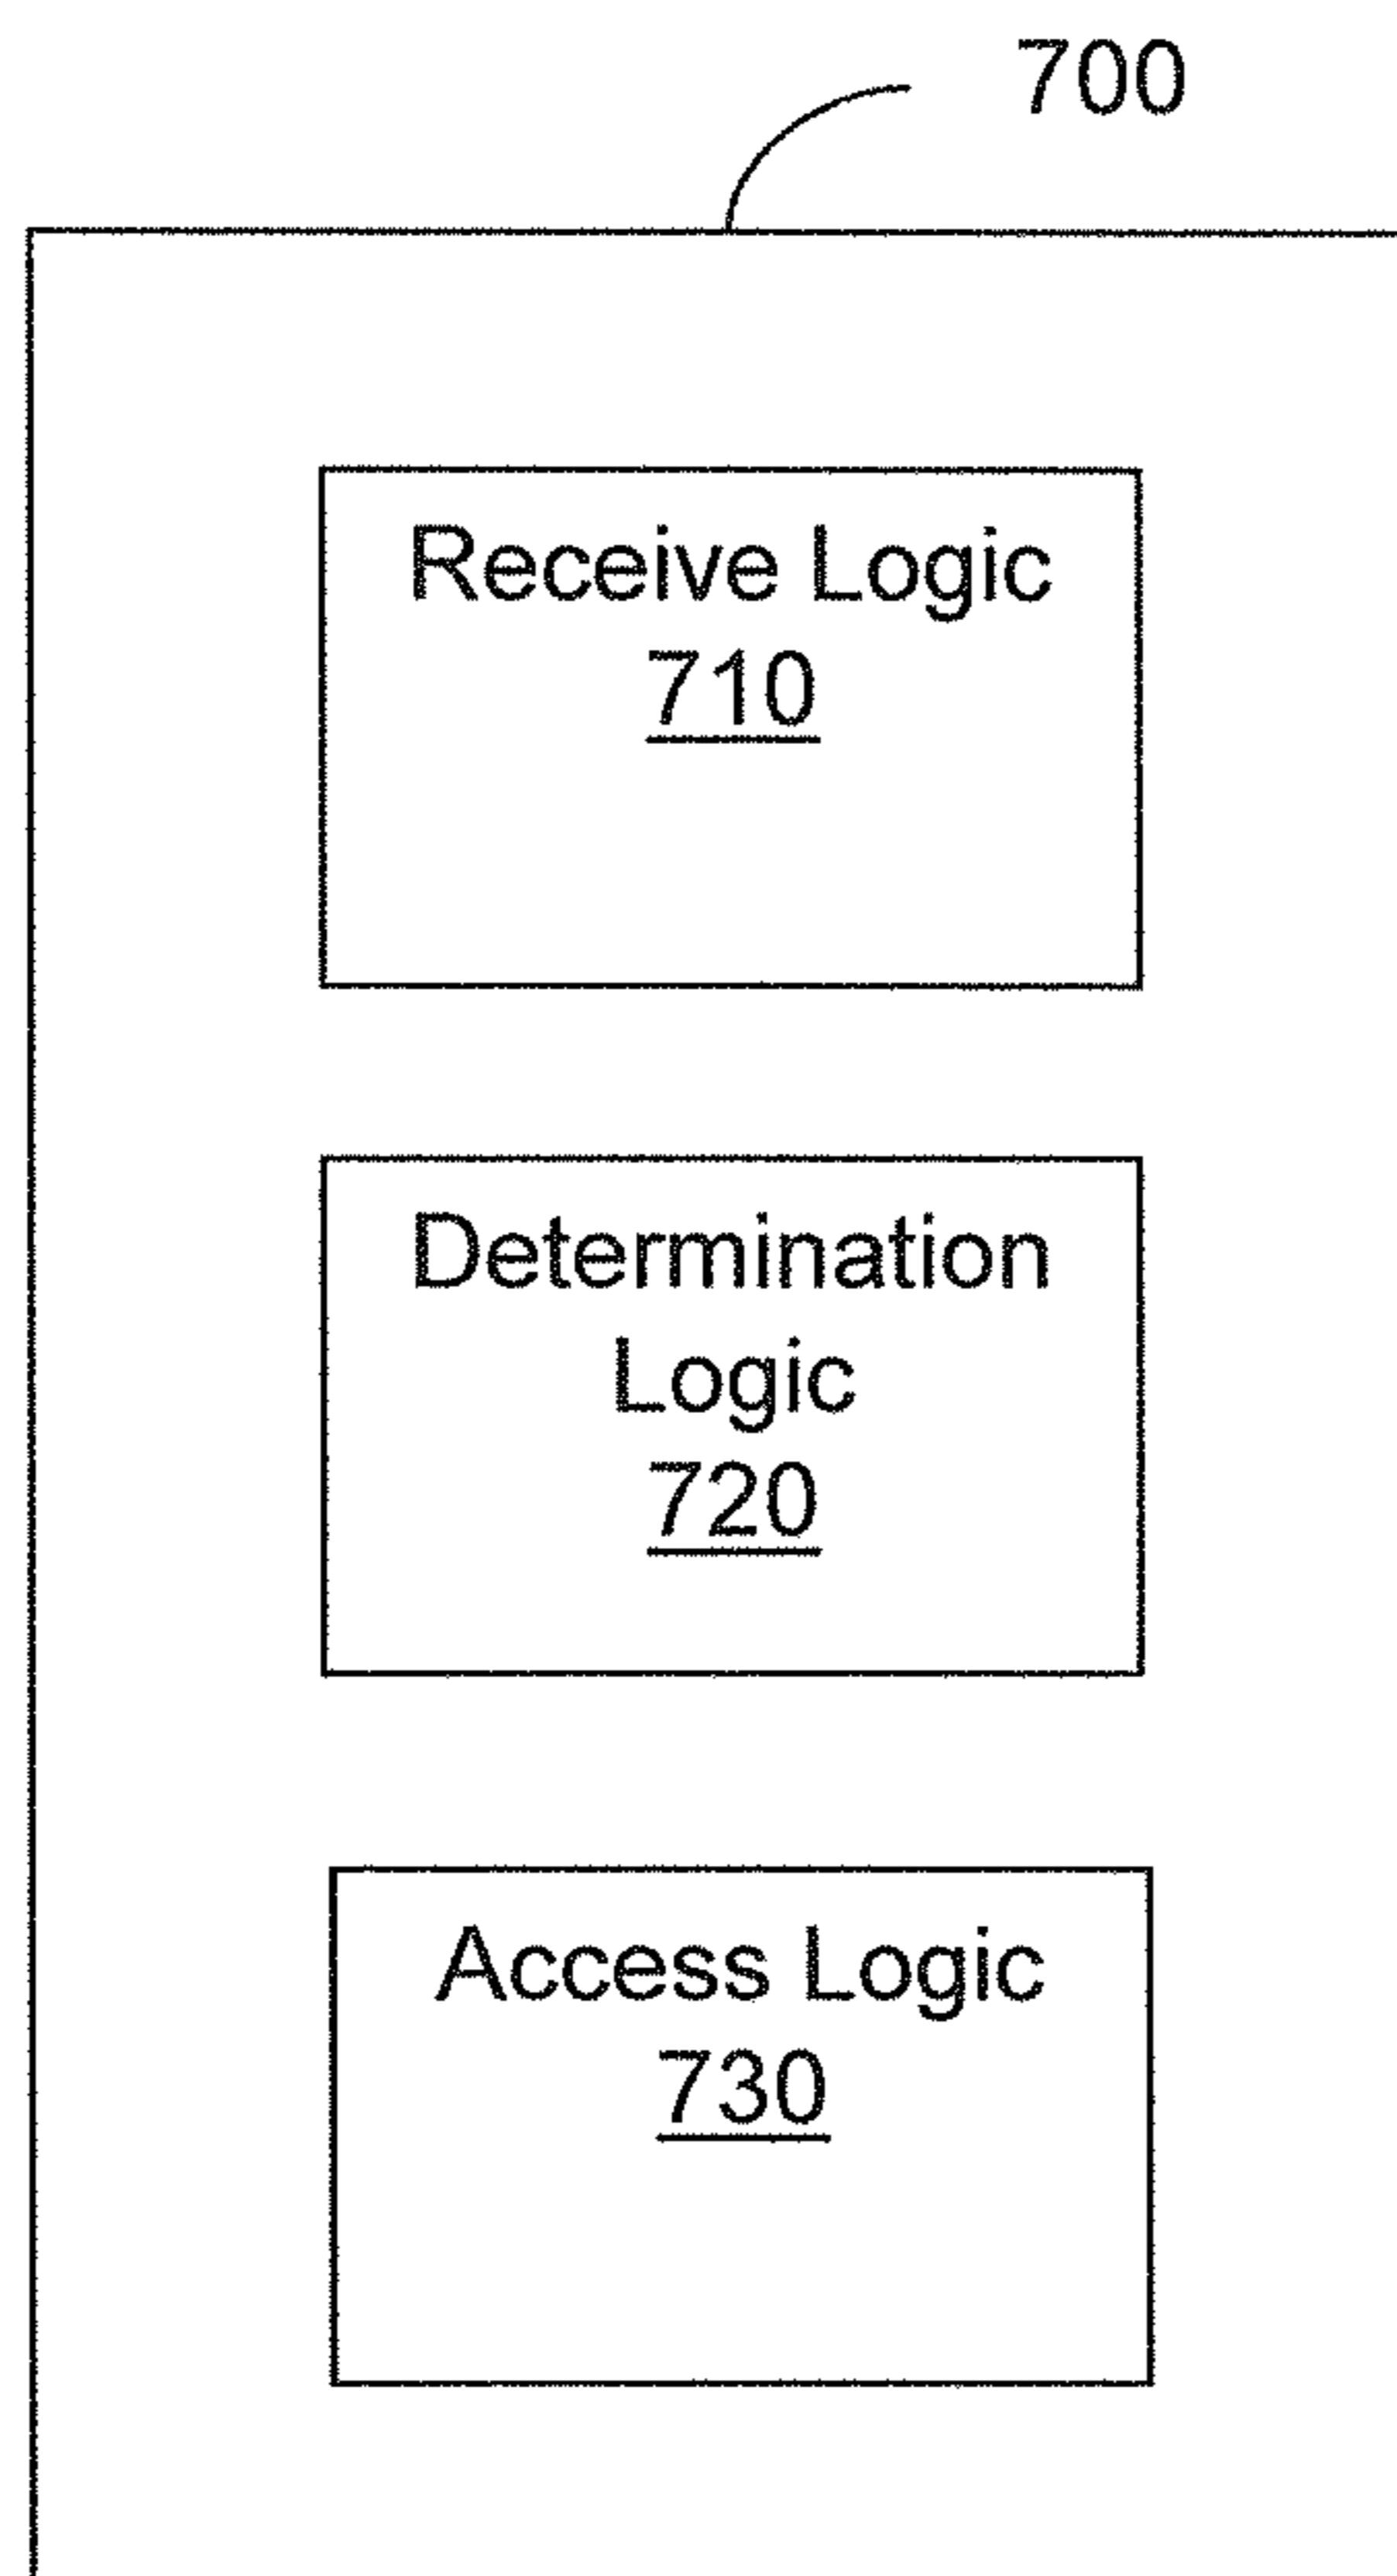 700
Receive Logic
710
Determination
Logic
720
Access Logic
730